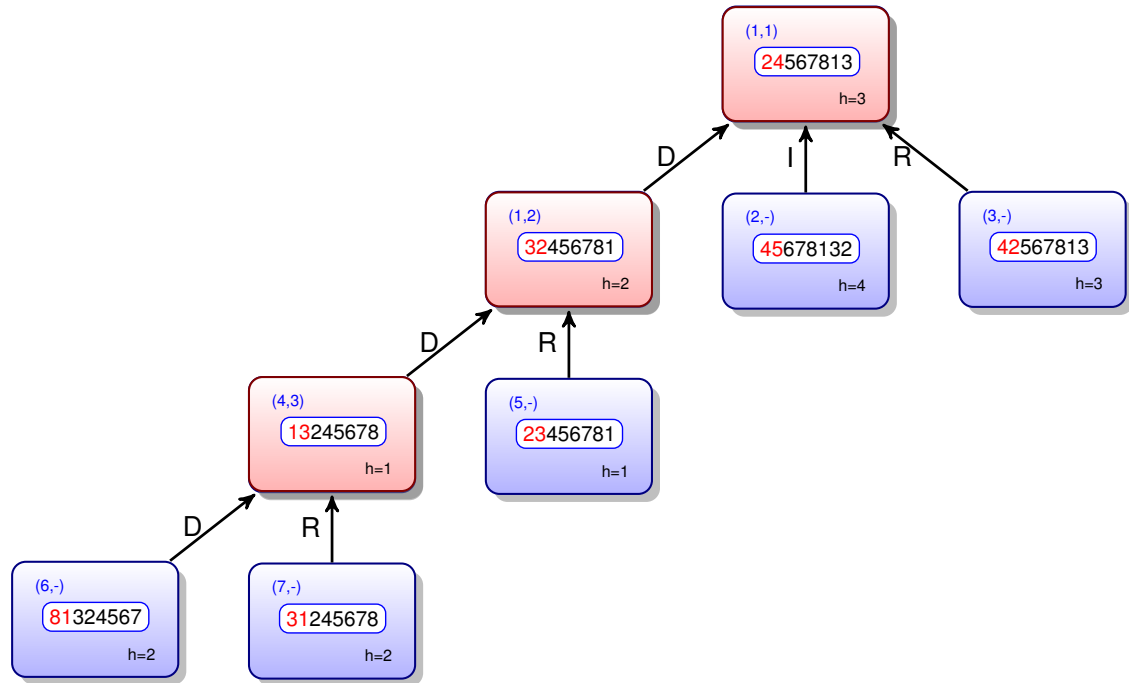 (1,1)
24567813
h=3
D
I
R
(1,2)
32456781
h=2
(2,-)
45678132
h=4
(3,-)
42567813
h=3
D
R
(4,3)
13245678
h=1
(5,-)
23456781
h=1
D
R
(6,-)
81324567
h=2
(7,-)
31245678
h=2